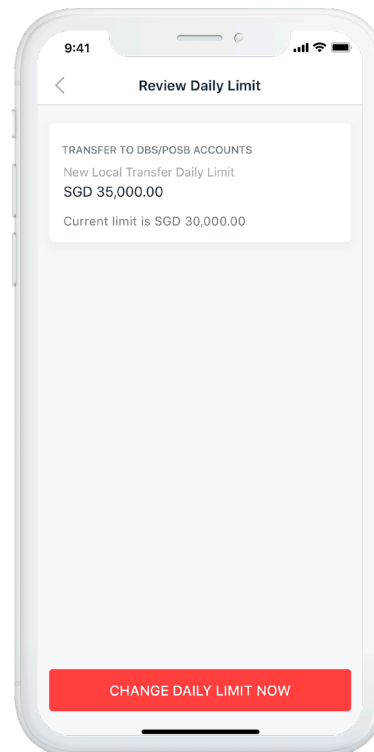 9:41
Review Daily Limit
TRANSFER TO DBS/POSB ACCOUNTS
New Local Transfer Daily Limit
SGD 35,000.00
Current limit is SGD 30,000.00
CHANGE DAILY LIMIT NOW